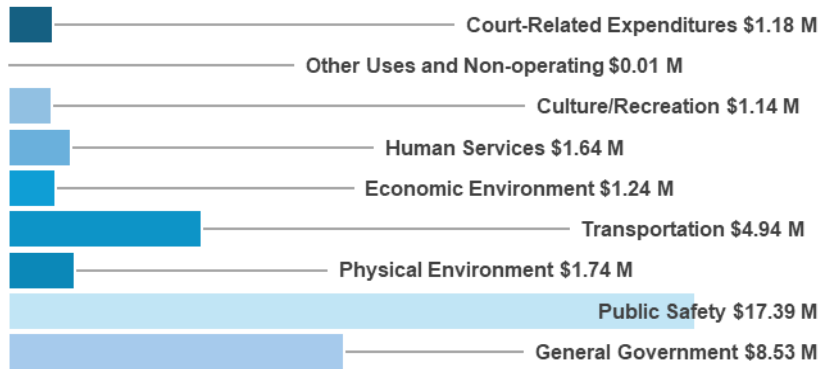 Court-Related Expenditures $1.18 M
Other Uses and Non-operating $0.01 M
Culture/Recreation $1.14 M
Human Services $1.64 M
Economic Environment $1.24 M
Transportation $4.94 M
Physical Environment $1.74 M
Public Safety $17.39 M
General Government $8.53 M